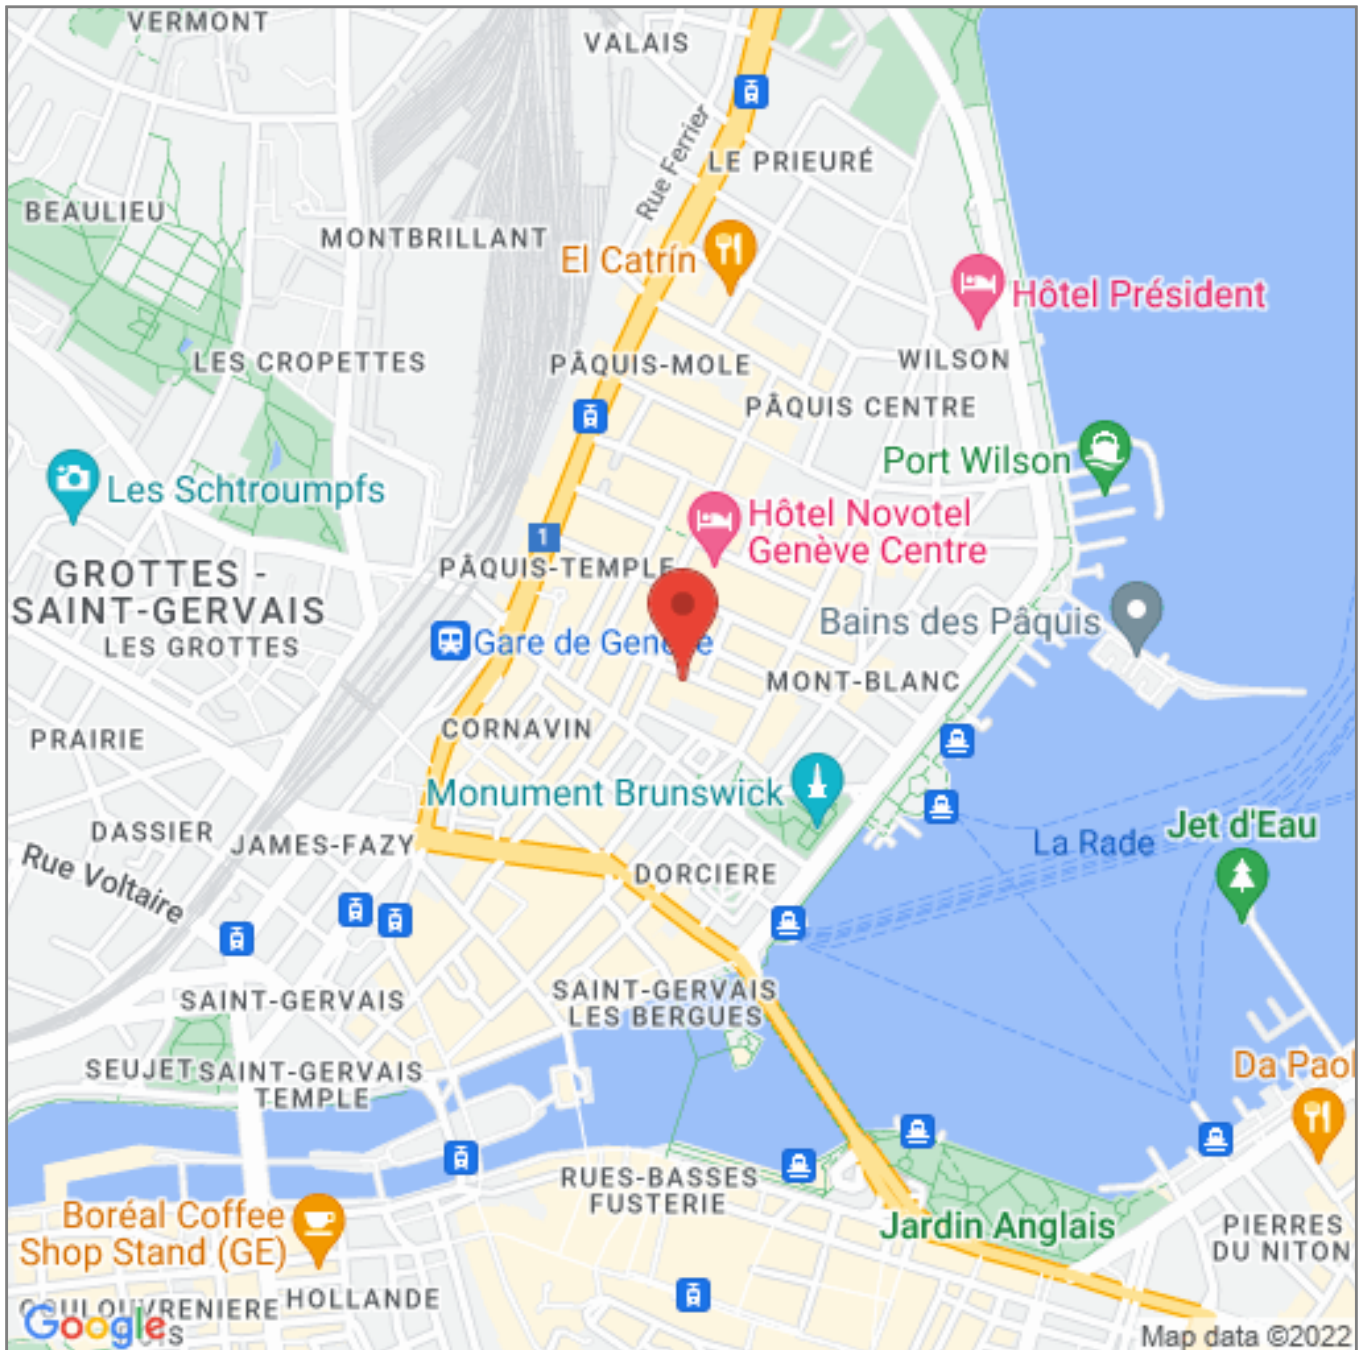 VERMONT
VALAIS
Rue Ferrier
LE PRIEURÉ
BEAULIEU
MONTBRILLANT
El Catrín
Hôtel Président
LES CROPETTES
PÂQUIS-MOLE
WILSON
PÂQUIS CENTRE
Port Wilson
Les Schtroumpfs
Hôtel Novotel
Genève Centre
1
PÂQUIS-TEMPLE
GROTTES -
SAINT-GERVAIS
LES GROTTES
Gare de Genève
Bains des Pâquis
MONT-BLANC
CORNAVIN
PRAIRIE
Monument Brunswick
DASSIER
JAMES-FAZY
La Rade
Jet d'Eau
Rue Voltaire
DORCIERE
SAINT-GERVAIS
LES BERGUES
SAINT-GERVAIS
SEUJET
SAINT-GERVAIS
TEMPLE
Da Paol
RUES-BASSES
FUSTERIE
Boréal Coffee
Shop Stand (GE)
Jardin Anglais
PIERRES
DU NITON
HOLLANDE
Google
Map data ©2022